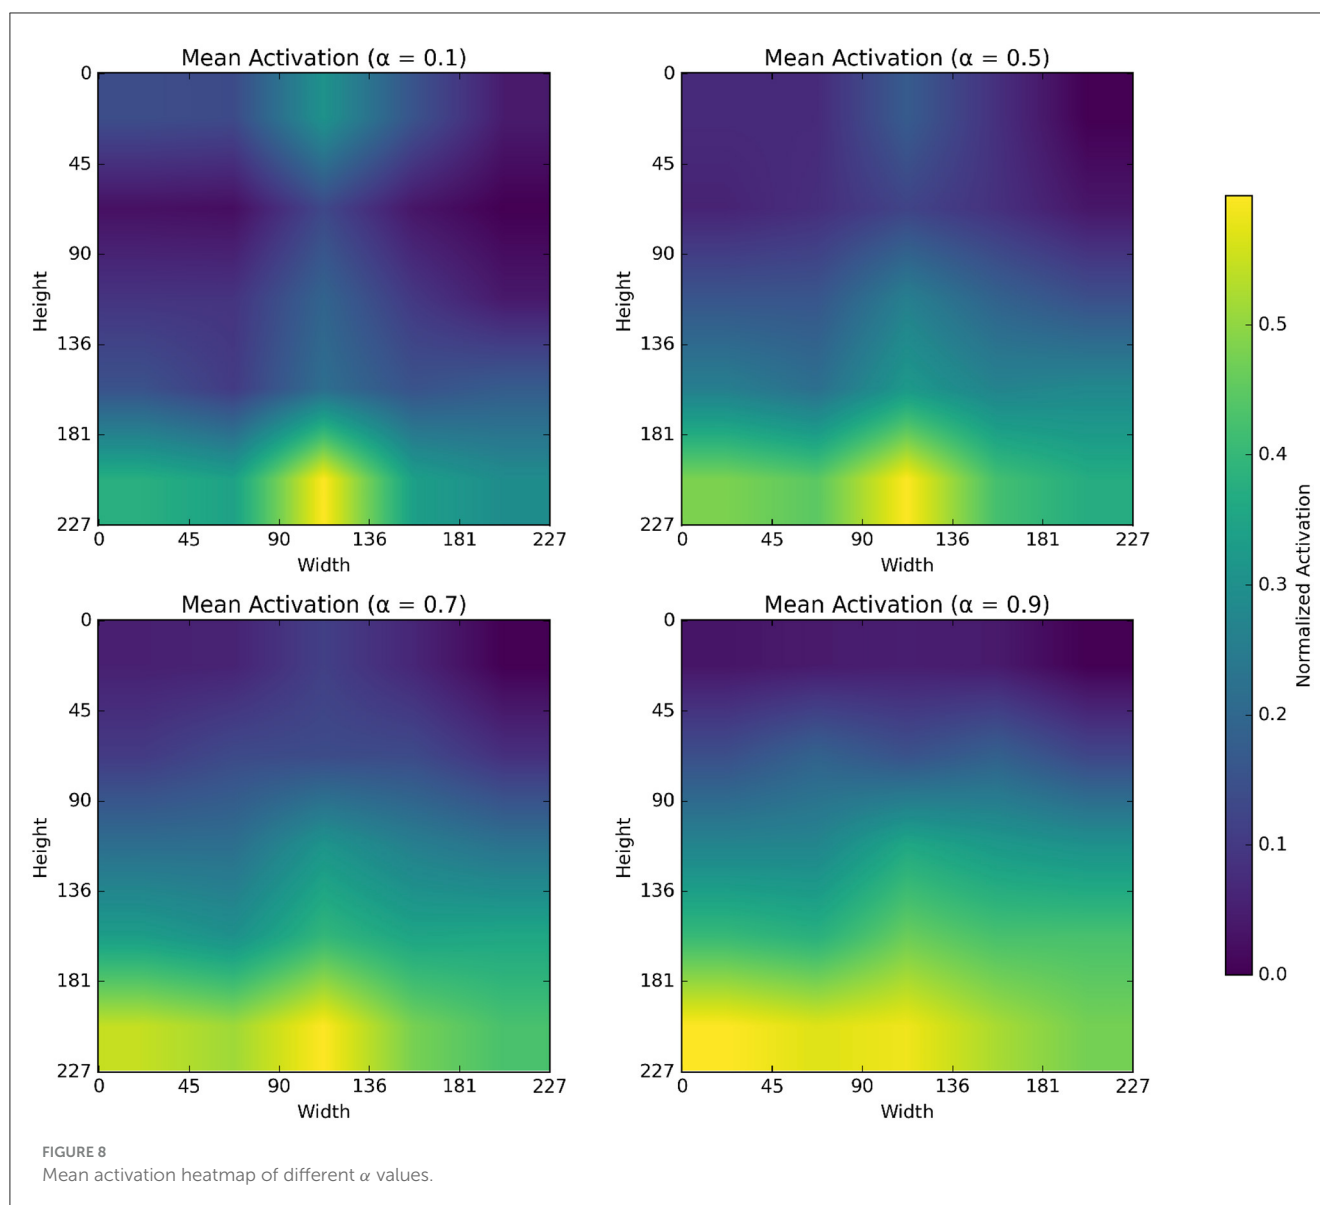 Mean Activation (α = 0.1)
0
45
90
136
181
227
Height
0 45 90 136 181 227
Width
Mean Activation (α = 0.5)
0
45
90
136
181
227
Height
0 45 90 136 181 227
Width
Mean Activation (α = 0.7)
0
45
90
136
181
227
Height
0 45 90 136 181 227
Width
Mean Activation (α = 0.9)
0
45
90
136
181
227
Height
0 45 90 136 181 227
Width
0.5
0.4
0.3
0.2
0.1
0.0
Normalized Activation
FIGURE 8
Mean activation heatmap of different α values.